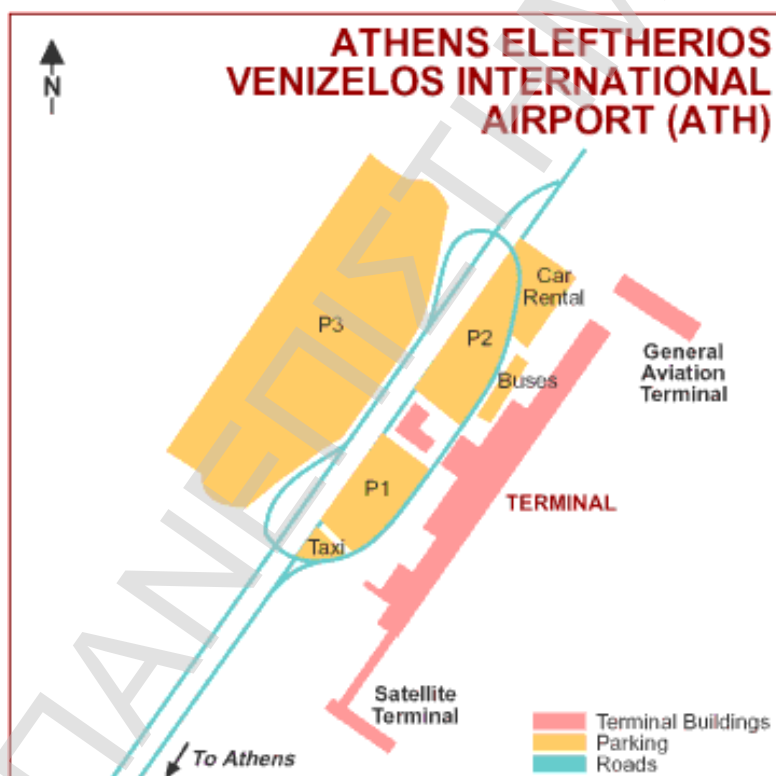 ATHENS ELEFTHERIOS
VENIZELOS INTERNATIONAL
AIRPORT (ATH)
N
Car
Rental
P3
P2
General
Aviation
Terminal
Buses
P1
TERMINAL
Taxi
Satellite
Terminal
Terminal Buildings
Parking
Roads
To Athens